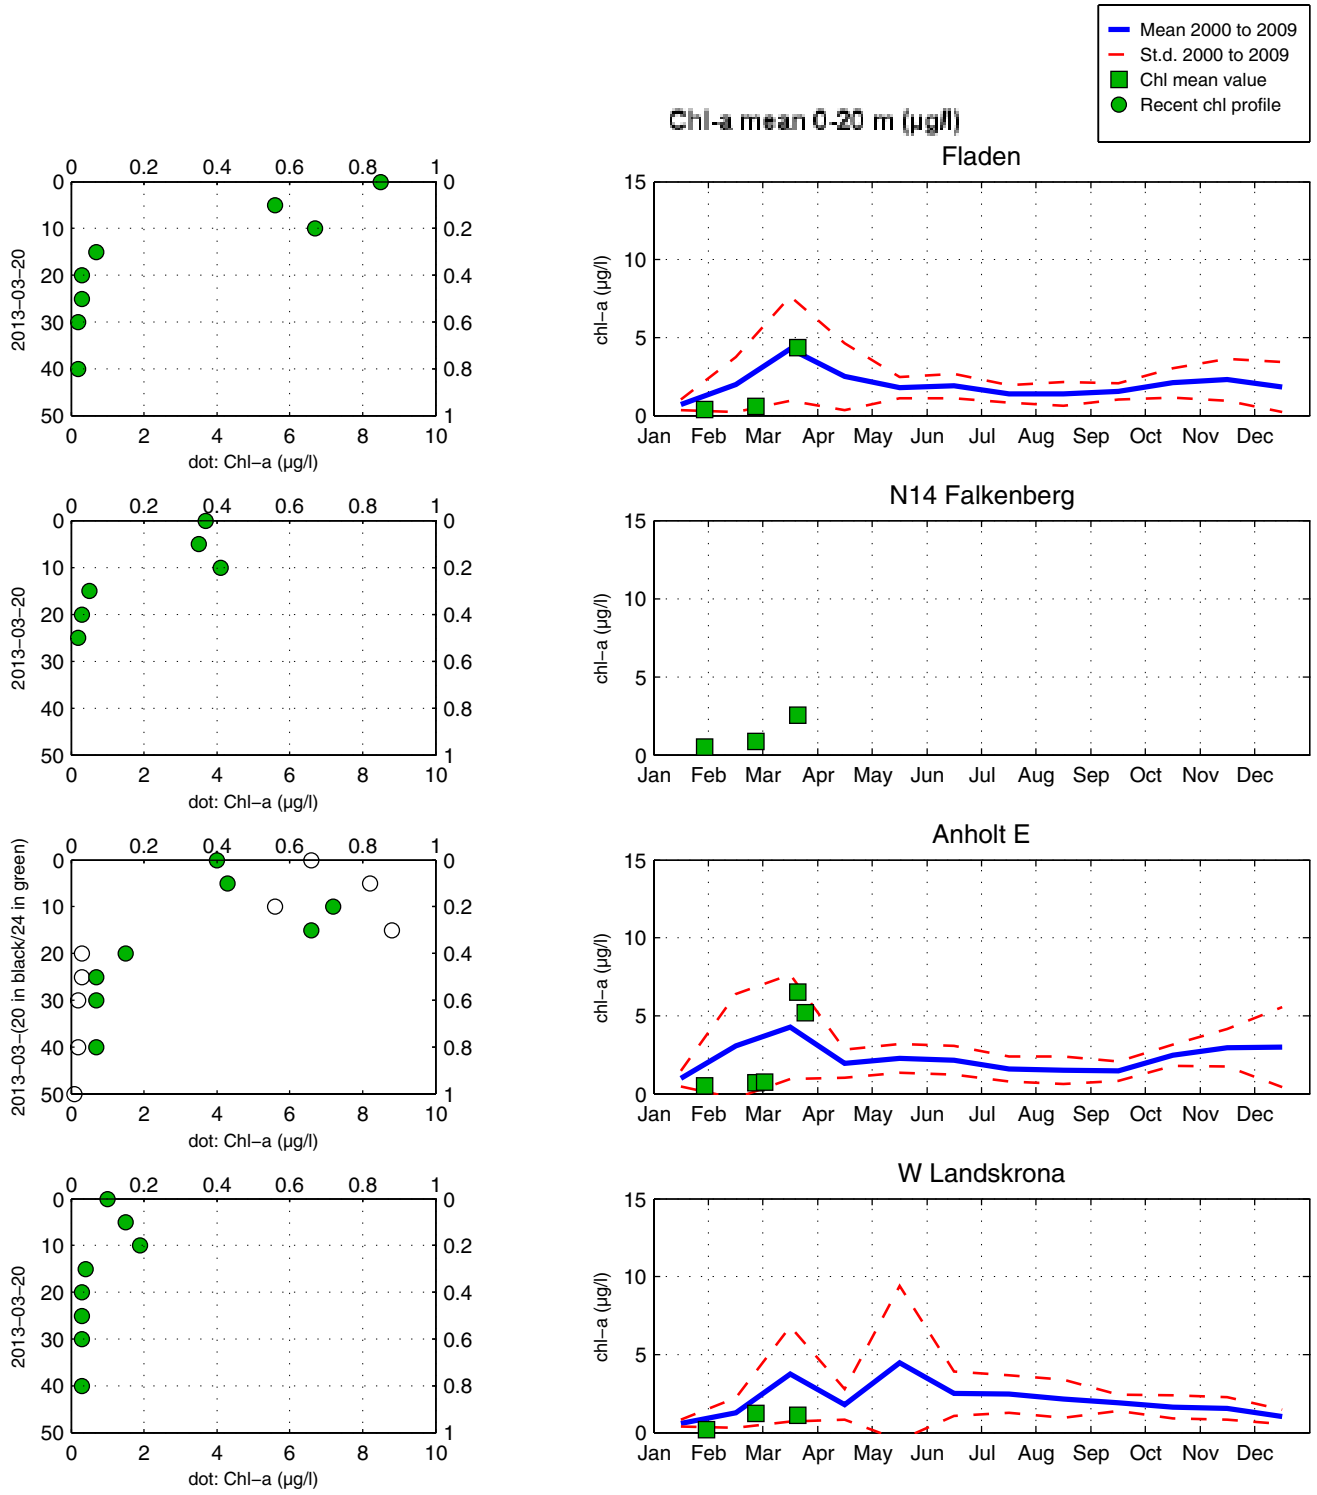 Mean 2000 to 2009
St.d. 2000 to 2009
Chl mean value
Recent chl profile
Chl-a mean 0-20 m (µg/l)
0 0.2 0.4 0.6 0.8 1
0 10 20 30 40 50
0 0.2 0.4 0.6 0.8 1
0 2 4 6 8 10
2013-03-20
dot: Chl-a (µg/l)
Fladen
15 10 5 0
chl-a (µg/l)
Jan Feb Mar Apr May Jun Jul Aug Sep Oct Nov Dec
0 0.2 0.4 0.6 0.8 1
0 10 20 30 40 50
0 0.2 0.4 0.6 0.8 1
0 2 4 6 8 10
2013-03-20
dot: Chl-a (µg/l)
N14 Falkenberg
15 10 5 0
chl-a (µg/l)
Jan Feb Mar Apr May Jun Jul Aug Sep Oct Nov Dec
0 0.2 0.4 0.6 0.8 1
0 10 20 30 40 50
0 0.2 0.4 0.6 0.8 1
0 2 4 6 8 10
2013-03-(20 in black/24 in green)
dot: Chl-a (µg/l)
Anholt E
15 10 5 0
chl-a (µg/l)
Jan Feb Mar Apr May Jun Jul Aug Sep Oct Nov Dec
0 0.2 0.4 0.6 0.8 1
0 10 20 30 40 50
0 0.2 0.4 0.6 0.8 1
0 2 4 6 8 10
2013-03-20
dot: Chl-a (µg/l)
W Landskrona
15 10 5 0
chl-a (µg/l)
Jan Feb Mar Apr May Jun Jul Aug Sep Oct Nov Dec